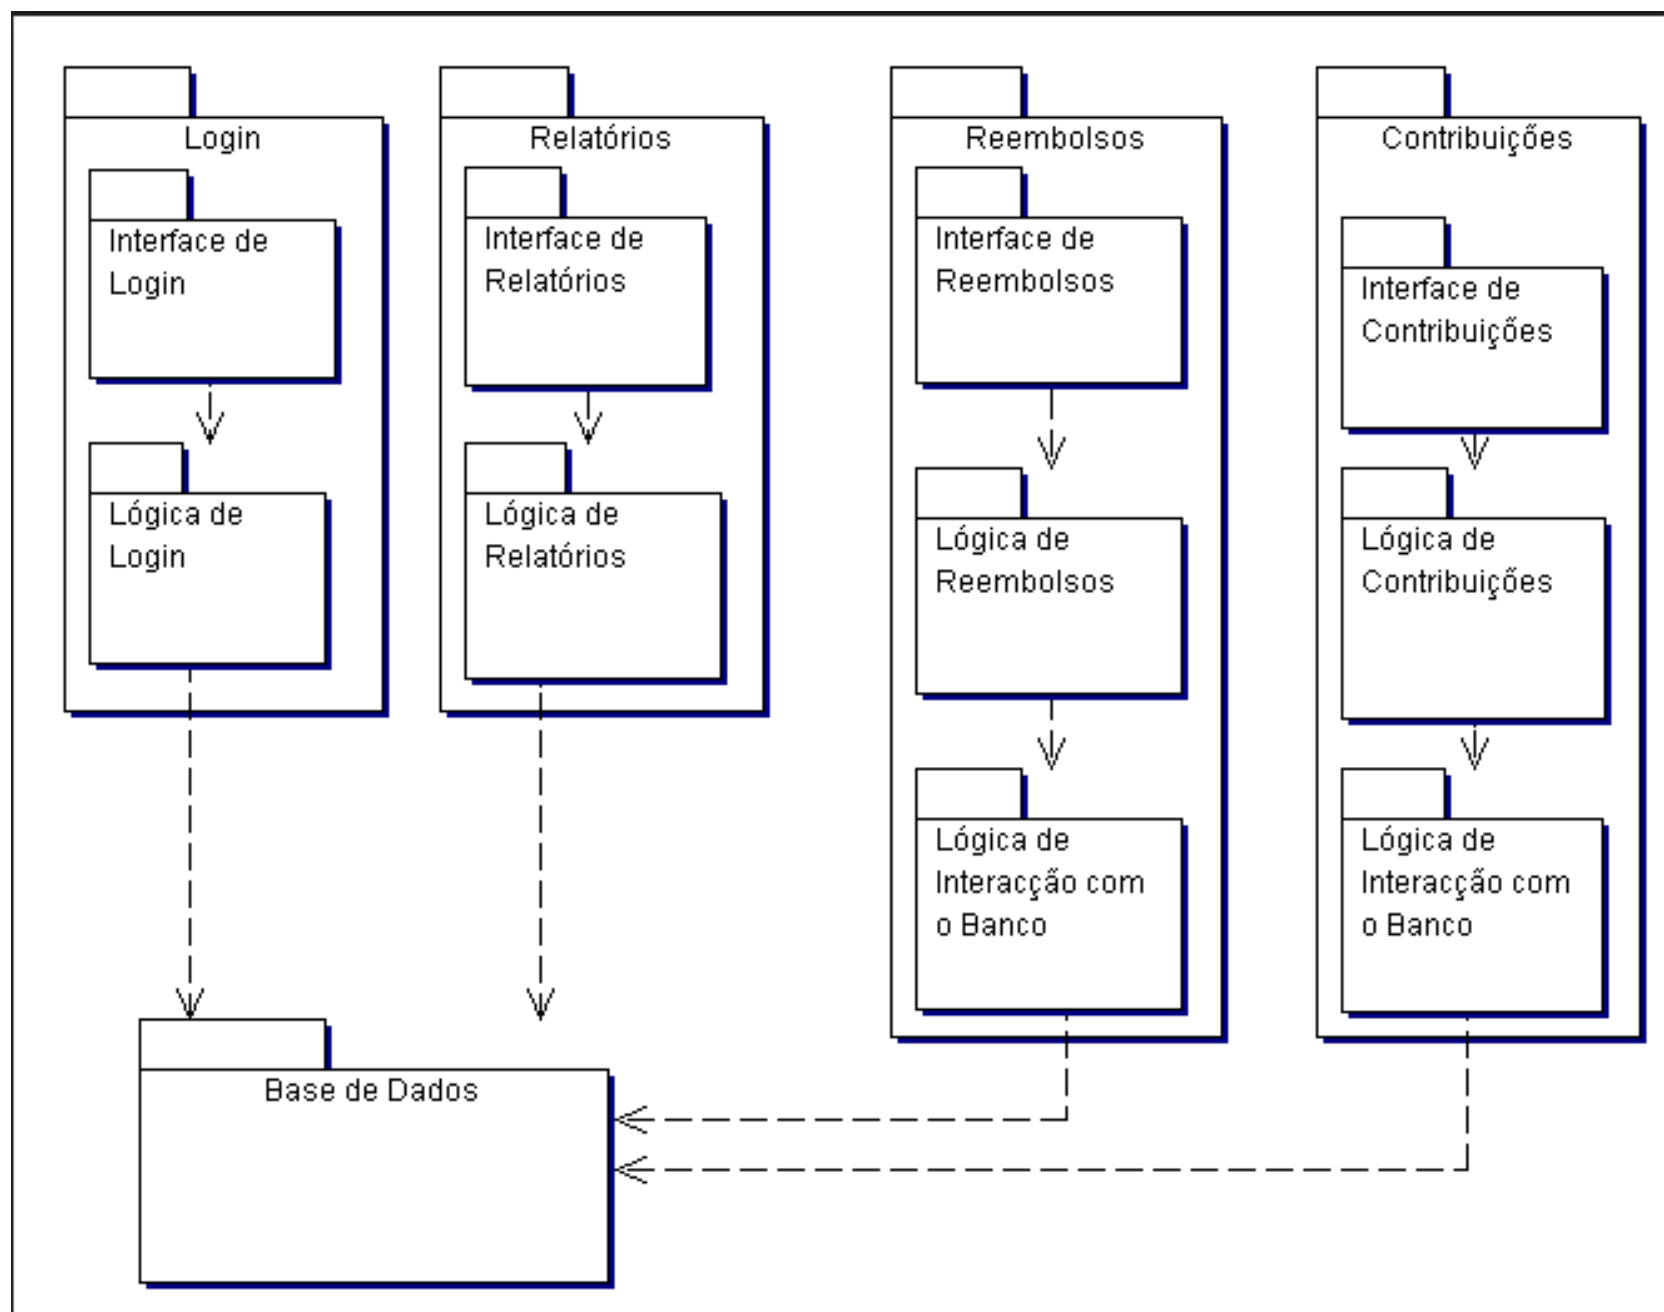 Login
Interface de
Login
Lógica de
Login
Relatórios
Interface de
Relatórios
Lógica de
Relatórios
Reembolsos
Interface de
Reembolsos
Lógica de
Reembolsos
Lógica de
Interacção com
o Banco
Contribuições
Interface de
Contribuições
Lógica de
Contribuições
Lógica de
Interacção com
o Banco
Base de Dados